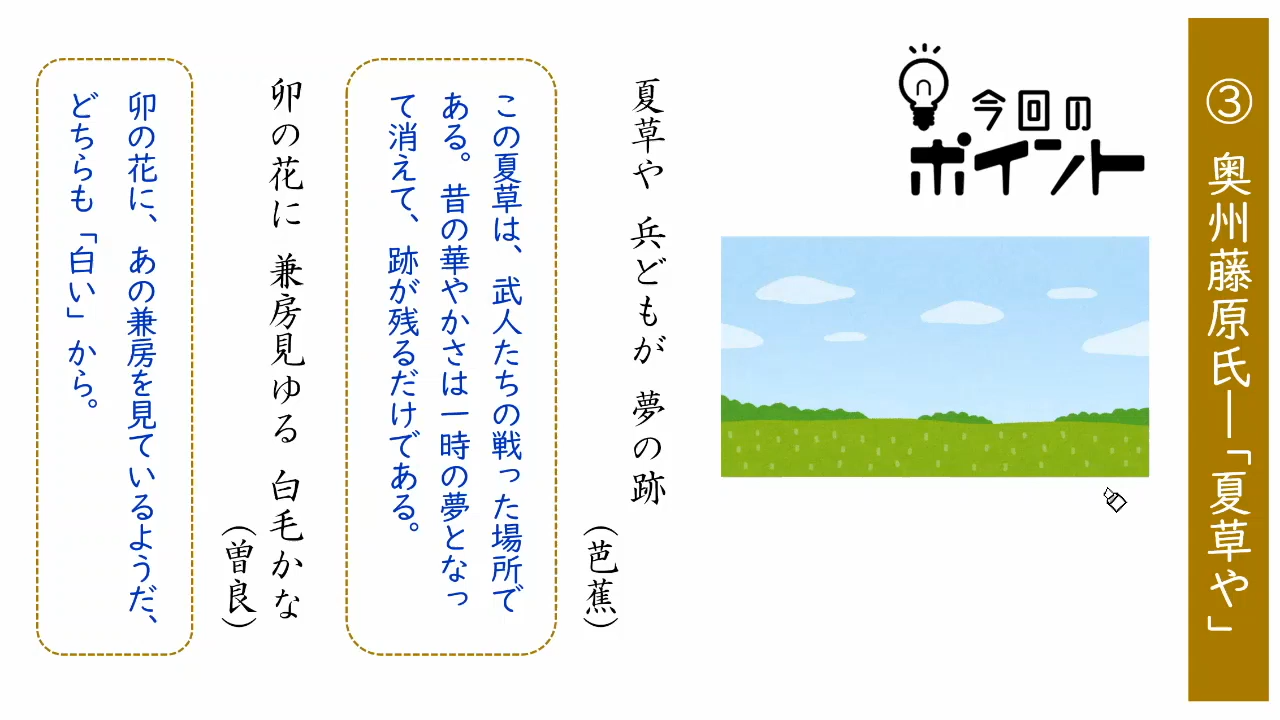 ③ 奥州藤原氏―「夏草や」
今回の
ポイント
夏草や 兵どもが 夢の跡
（芭蕉）
この夏草は、武人たちの戦った場所で
ある。昔の華やかさは一時の夢となっ
て消えて、跡が残るだけである。
卯の花に 兼房見ゆる 白毛かな
（曽良）
卯の花に、あの兼房を見ているようだ、
どちらも「白い」から。